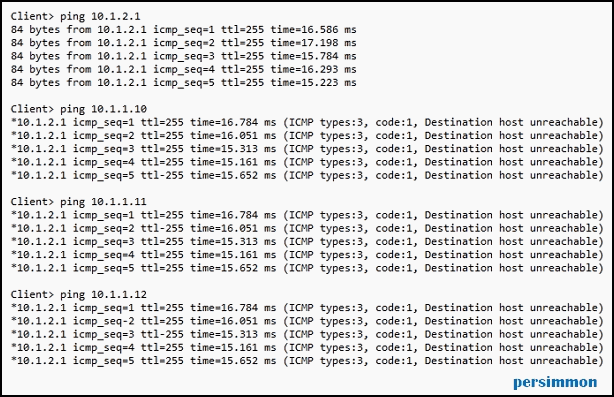 Client> ping 10.1.2.1
84 bytes from 10.1.2.1 icmp_seq=1 ttl=255 time=16.586 ms
84 bytes from 10.1.2.1 icmp_seq=2 ttl=255 time=17.198 ms
84 bytes from 10.1.2.1 icmp_seq=3 ttl=255 time=15.784 ms
84 bytes from 10.1.2.1 icmp_seq=4 ttl=255 time=16.293 ms
84 bytes from 10.1.2.1 icmp_seq=5 ttl=255 time=15.223 ms
Client> ping 10.1.1.10
*10.1.2.1 icmp_seq=1 ttl=255 time=16.784 ms (ICMP types:3, code:1, Destination host unreachable)
*10.1.2.1 icmp_seq=2 ttl=255 time=16.051 ms (ICMP types:3, code:1, Destination host unreachable)
*10.1.2.1 icmp_seq=3 ttl=255 time=15.313 ms (ICMP types:3, code:1, Destination host unreachable)
*10.1.2.1 icmp_seq=4 ttl=255 time=15.161 ms (ICMP types:3, code:1, Destination host unreachable)
*10.1.2.1 icmp_seq=5 ttl-255 time=15.652 ms (ICMP types:3, code:1, Destination host unreachable)
Client> ping 10.1.1.11
*10.1.2.1 icmp_seq=1 ttl=255 time=16.784 ms (ICMP types:3, code:1, Destination host unreachable)
*10.1.2.1 icmp_seq=2 ttl-255 time=16.051 ms (ICMP types:3, code:1, Destination host unreachable)
*10.1.2.1 icmp_seq=3 ttl=255 time=15.313 ms (ICMP types:3, code:1, Destination host unreachable)
*10.1.2.1 icmp_seq=4 ttl=255 time=15.161 ms (ICMP types:3, code:1, Destination host unreachable)
*10.1.2.1 icmp_seq=5 ttl=255 time=15.652 ms (ICMP types:3, code:1, Destination host unreachable)
Client> ping 10.1.1.12
*10.1.2.1 icmp_seq=1 ttl=255 time=16.784 ms (ICMP types:3, code:1, Destination host unreachable)
*10.1.2.1 icmp_seq-2 ttl=255 time=16.051 ms (ICMP types:3, code:1, Destination host unreachable)
*10.1.2.1 icmp_seq=3 ttl-255 time=15.313 ms (ICMP types:3, code:1, Destination host unreachable)
*10.1.2.1 icmp_seq=4 ttl=255 time=15.161 ms (ICMP types:3, code:1, Destination host unreachable)
*10.1.2.1 icmp_seq=5 ttl=255 time=15.652 ms (ICMP types:3, code:1, Destination host unreachable)
persimmon